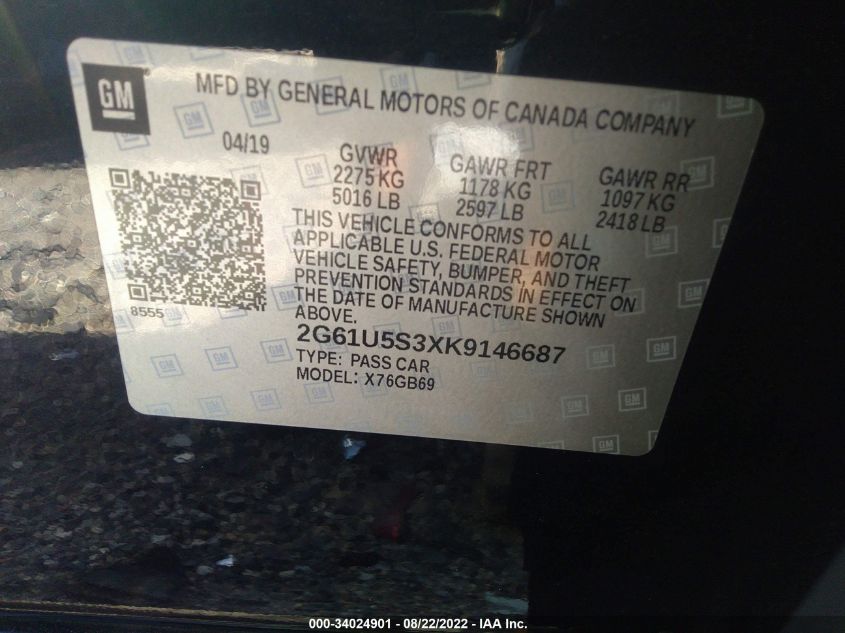 GM
MFD BY GENERAL MOTORS OF CANADA COMPANY
04/19
GVWR
2275 KG
5016 LB
GAWR FRT
1178 KG
2597 LB
GAWR RR
1097 KG
2418 LB
THIS VEHICLE CONFORMS TO ALL
APPLICABLE U.S. FEDERAL MOTOR
VEHICLE SAFETY, BUMPER, AND THEFT
PREVENTION STANDARDS IN EFFECT ON
THE DATE OF MANUFACTURE SHOWN
ABOVE.
8555
2G61U5S3XK9146687
TYPE: PASS CAR
MODEL: X76GB69
000-34024901 - 08/22/2022 - IAA Inc.